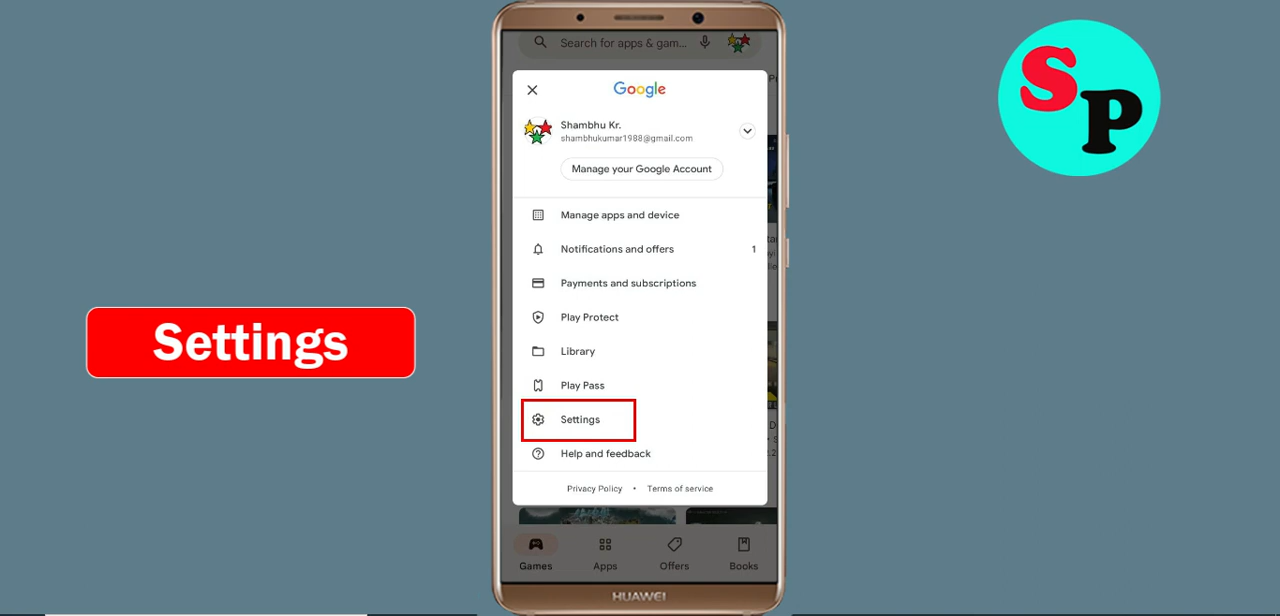 Search for apps & gam...
Google
Shambhu Kr.
shambhukumar1988@gmail.com
Manage your Google Account
Manage apps and device
Notifications and offers 1
Payments and subscriptions
Play Protect
Library
Play Pass
Settings
Help and feedback
Privacy Policy • Terms of service
Games Apps Offers Books
HUAWEI
Settings
SP